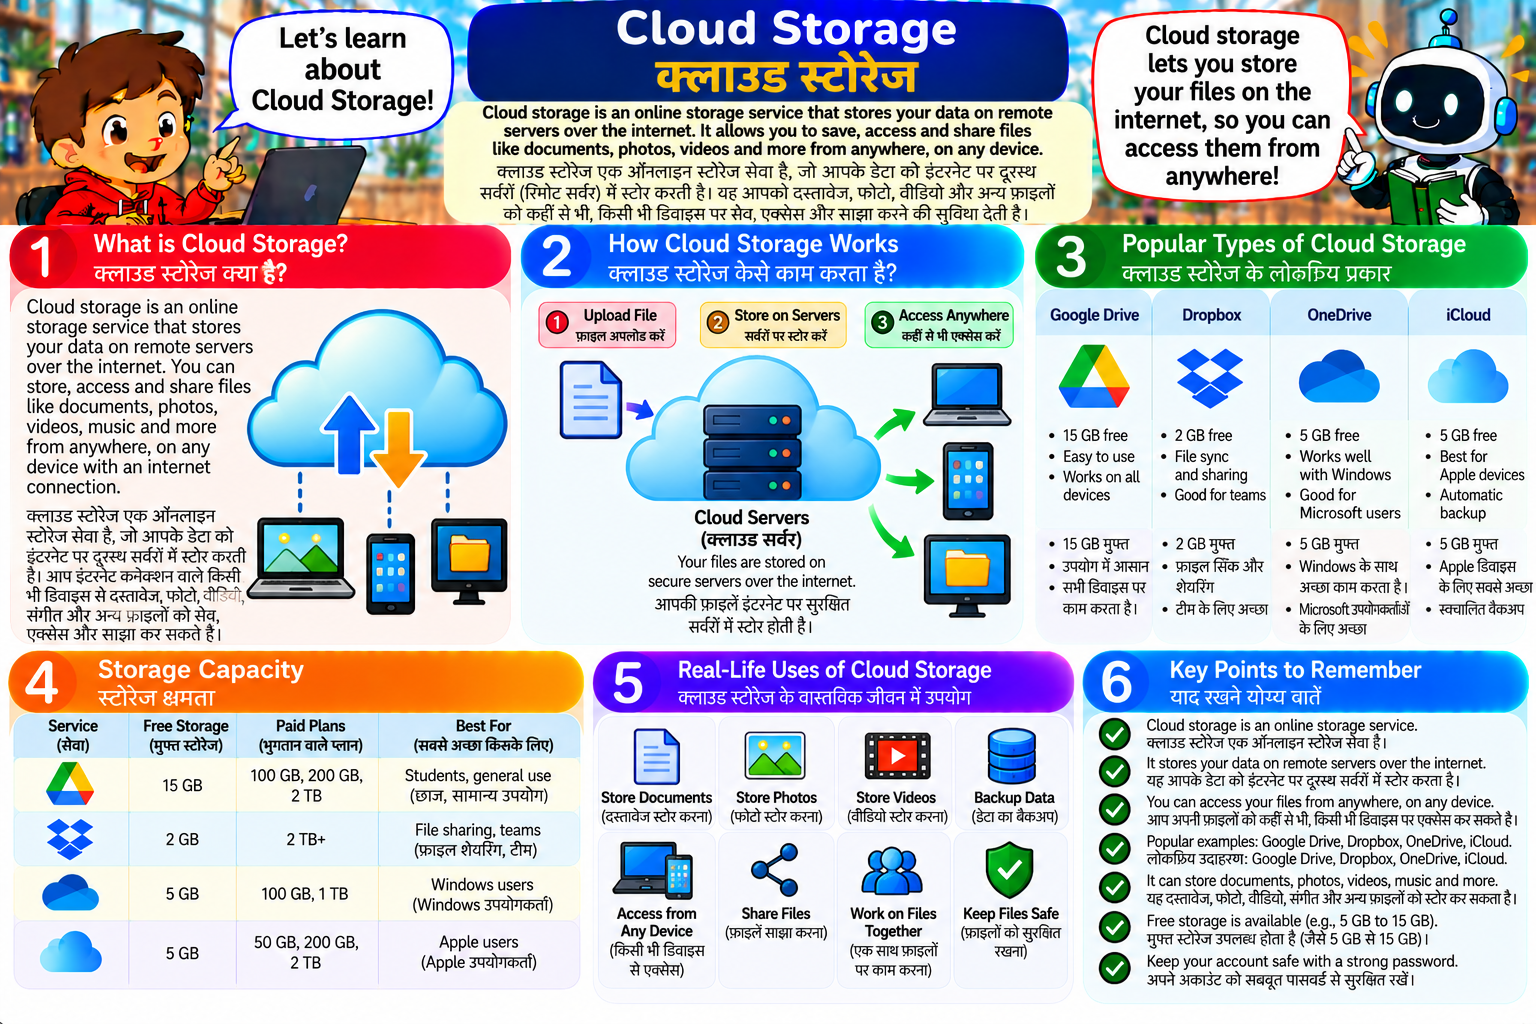 Let's learn
about
Cloud Storage!
Cloud Storage
क्लाउड स्टोरेज
Cloud storage is an online storage service that stores your data on remote
servers over the internet. It allows you to save, access and share files
like documents, photos, videos and more from anywhere, on any device.
क्लाउड स्टोरेज एक ऑनलाइन स्टोरेज सेवा है, जो आपके डेटा को इंटरनेट पर दूरस्थ
सर्वरों (रिमोट सर्वर) में स्टोर करती है। यह आपको दस्तावेज, फोटो, वीडियो और अन्य फ़ाइलों
को कहीं से भी, किसी भी डिवाइस पर सेव, एक्सेस और साझा करने की सुविधा देती है।
Cloud storage
lets you store
your files on the
internet, so you can
access them from
anywhere!
1 What is Cloud Storage?
क्लाउड स्टोरेज क्या है?
Cloud storage is an online
storage service that stores
your data on remote servers
over the internet. You can
store, access and share files
like documents, photos,
videos, music and more
from anywhere, on any
device with an internet
connection.
क्लाउड स्टोरेज एक ऑनलाइन
स्टोरेज सेवा है, जो आपके डेटा को
इंटरनेट पर दूरस्थ सर्वरों में स्टोर करती
है। आप इंटरनेट कनेक्शन वाले किसी
भी डिवाइस से दस्तावेज, फोटो, वीडियो,
संगीत और अन्य फ़ाइलों को सेव,
एक्सेस और साझा कर सकते हैं।
2 How Cloud Storage Works
क्लाउड स्टोरेज कैसे काम करता है?
1 Upload File
फ़ाइल अपलोड करें
2 Store on Servers
सर्वरों पर स्टोर करें
3 Access Anywhere
कहीं से भी एक्सेस करें
Cloud Servers
(क्लाउड सर्वर)
Your files are stored on
secure servers over the internet.
आपकी फ़ाइलें इंटरनेट पर सुरक्षित
सर्वरों में स्टोर होती है।
3 Popular Types of Cloud Storage
क्लाउड स्टोरेज के लोकप्रिय प्रकार
Google Drive
• 15 GB free
• Easy to use
• Works on all
devices
• 15 GB मुफ्त
• उपयोग में आसान
• सभी डिवाइस पर
काम करता है।
Dropbox
• 2 GB free
• File sync
and sharing
• Good for teams
• 2 GB मुफ्त
• फ़ाइल सिंक और
शेयरिंग
• टीम के लिए अच्छा
OneDrive
• 5 GB free
• Works well
with Windows
• Good for
Microsoft users
• 5 GB मुफ्त
• Windows के साथ
अच्छा काम करता है।
• Microsoft उपयोगकर्ताओं
के लिए अच्छा
iCloud
• 5 GB free
• Best for
Apple devices
• Automatic
backup
• 5 GB मुफ्त
• Apple डिवाइस
के लिए सबसे अच्छा
• स्वचालित बैकअप
4 Storage Capacity
स्टोरेज क्षमता
Service Free Storage Paid Plans Best For
(सेवा) (मुफ्त स्टोरेज) (भुगतान वाले प्लान) (सबसे अच्छा किसके लिए)
15 GB 100 GB, 200 GB, 2 TB Students, general use
(छाज, सामान्य उपयोग)
2 GB 2 TB+ File sharing, teams
(फ़ाइल शेयरिंग, टीम)
5 GB 100 GB, 1 TB Windows users
(Windows उपयोगकर्ता)
5 GB 50 GB, 200 GB, 2 TB Apple users
(Apple उपयोगकर्ता)
5 Real-Life Uses of Cloud Storage
क्लाउड स्टोरेज के वास्तविक जीवन में उपयोग
Store Documents
(दस्तावेज स्टोर करना)
Store Photos
(फोटो स्टोर करना)
Store Videos
(वीडियो स्टोर करना)
Backup Data
(डेटा का बैकअप)
Access from
Any Device
(किसी भी डिवाइस
से एक्सेस)
Share Files
(फ़ाइलें साझा करना)
Work on Files
Together
(एक साथ फ़ाइलों
पर काम करना)
Keep Files Safe
(फ़ाइलों को सुरक्षित
रखना)
6 Key Points to Remember
याद रखने योग्य बातें
Cloud storage is an online storage service.
क्लाउड स्टोरेज एक ऑनलाइन स्टोरेज सेवा है।
It stores your data on remote servers over the internet.
यह आपके डेटा को इंटरनेट पर दूरस्थ सर्वरों में स्टोर करता है।
You can access your files from anywhere, on any device.
आप अपनी फ़ाइलों को कहीं से भी, किसी भी डिवाइस पर एक्सेस कर सकते है।
Popular examples: Google Drive, Dropbox, OneDrive, iCloud.
लोकप्रिय उदाहरण: Google Drive, Dropbox, OneDrive, iCloud.
It can store documents, photos, videos, music and more.
यह दस्तावेज, फोटो, वीडियो, संगीत और अन्य फ़ाइलों को स्टोर कर सकता है।
Free storage is available (e.g., 5 GB to 15 GB).
मुफ्त स्टोरेज उपलब्ध होता है (जैसे 5 GB से 15 GB)।
Keep your account safe with a strong password.
अपने अकाउंट को सबबूत पासवर्ड से सुरक्षित रखें।